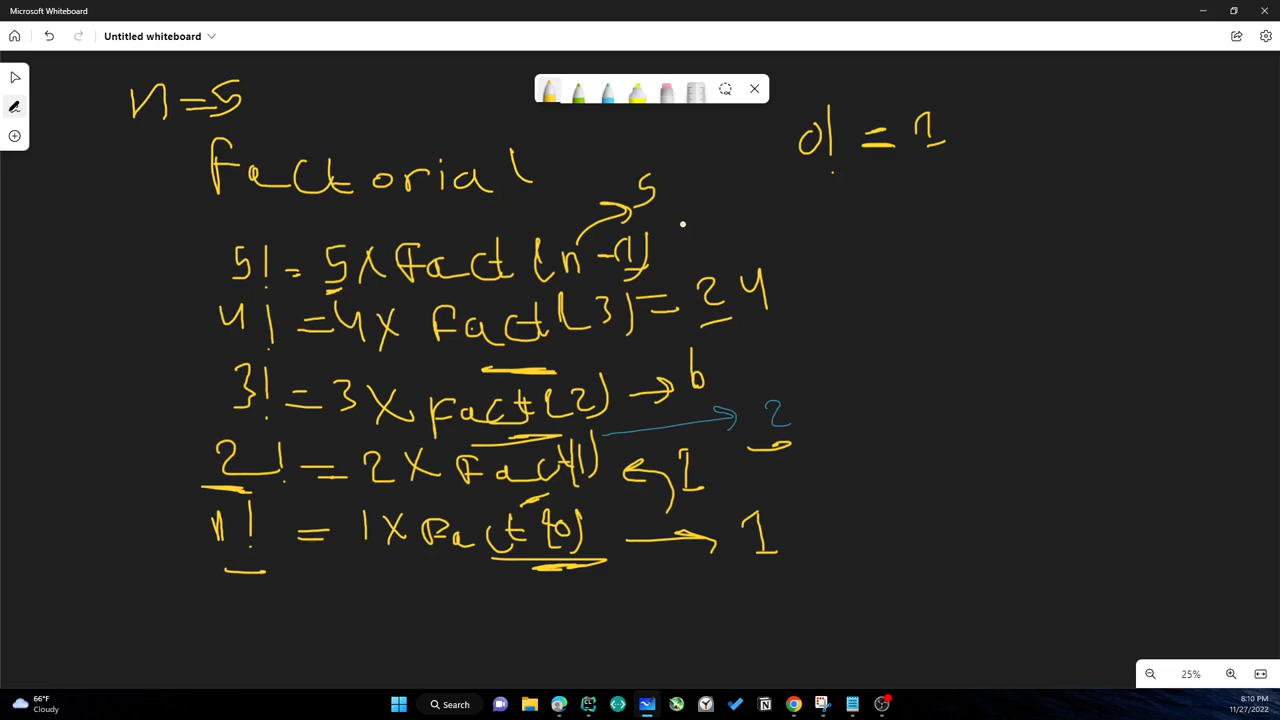 Microsoft Whiteboard
Untitled whiteboard
n=5
0! = 1
Factorial
5
5! = 5 x Fact (n-1)
4! = 4 x Fact (3) = 24
3! = 3 x Fact (2) → 6
2
2! = 2 x Fact (1) 1
1! = 1 x Fact (0) → 1
25%
66°F
Cloudy
Search
8:10 PM
11/27/2022